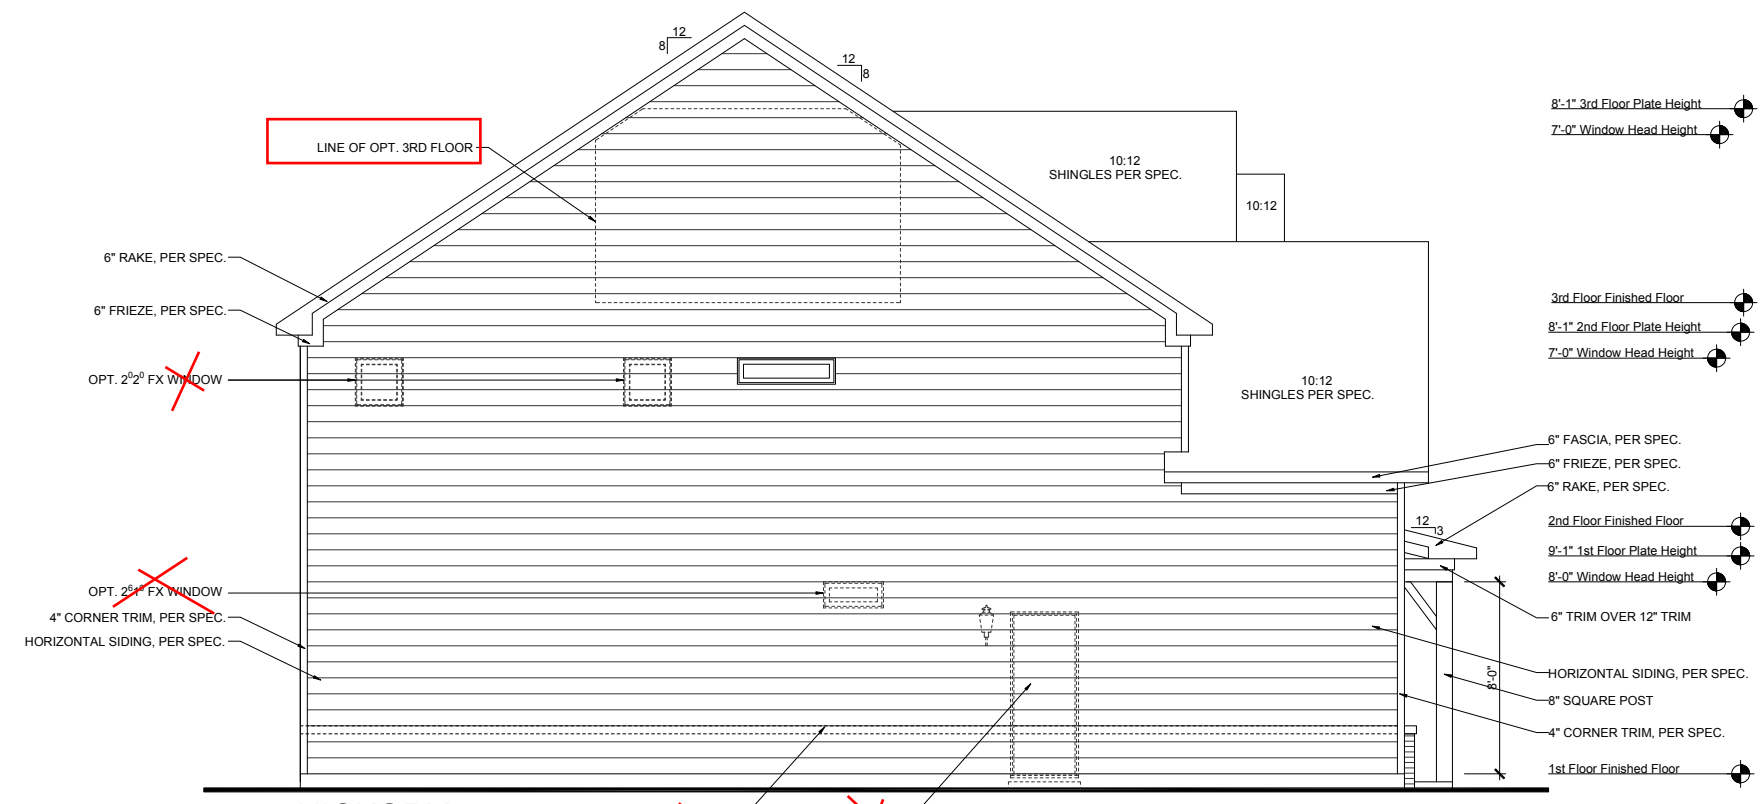 12
8
12
8
8'-1" 3rd Floor Plate Height
7'-0" Window Head Height
LINE OF OPT. 3RD FLOOR
10:12
SHINGLES PER SPEC.
10:12
6" RAKE, PER SPEC.
6" FRIEZE, PER SPEC.
3rd Floor Finished Floor
8'-1" 2nd Floor Plate Height
7'-0" Window Head Height
OPT. 2⁰2⁰ FX WINDOW
10:12
SHINGLES PER SPEC.
6" FASCIA, PER SPEC.
6" FRIEZE, PER SPEC.
6" RAKE, PER SPEC.
12
3
2nd Floor Finished Floor
9'-1" 1st Floor Plate Height
8'-0" Window Head Height
OPT. FX WINDOW
4" CORNER TRIM, PER SPEC.
HORIZONTAL SIDING, PER SPEC.
6" TRIM OVER 12" TRIM
HORIZONTAL SIDING, PER SPEC.
8'-0"
8" SQUARE POST
4" CORNER TRIM, PER SPEC.
1st Floor Finished Floor